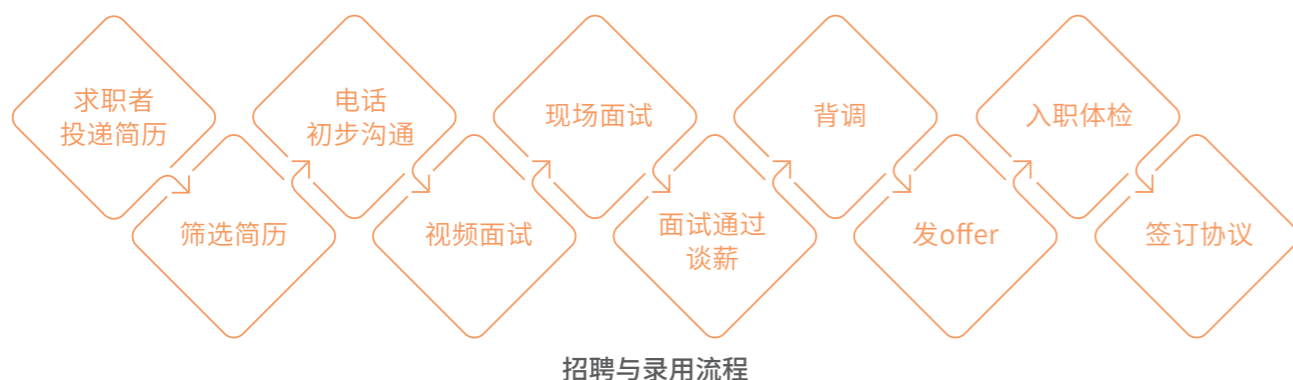 求职者
投递简历
筛选简历
电话
初步沟通
视频面试
现场面试
面试通过
谈薪
背调
发offer
入职体检
签订协议
招聘与录用流程